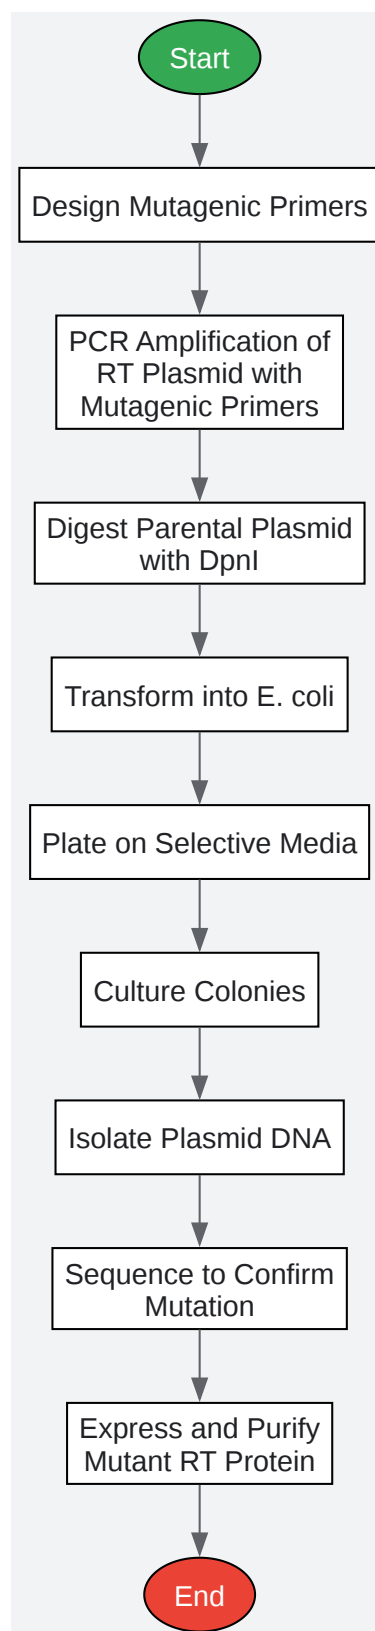 Start
Design Mutagenic Primers
PCR Amplification of
RT Plasmid with
Mutagenic Primers
Digest Parental Plasmid
with DpnI
Transform into E. coli
Plate on Selective Media
Culture Colonies
Isolate Plasmid DNA
Sequence to Confirm
Mutation
Express and Purify
Mutant RT Protein
End